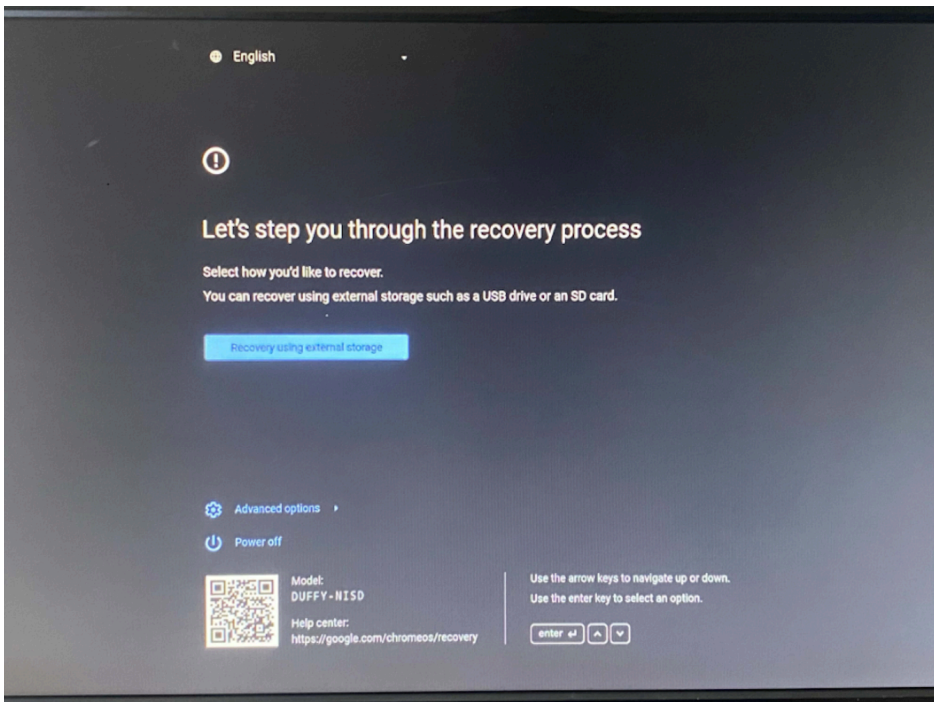 English
Let's step you through the recovery process
Select how you'd like to recover.
You can recover using external storage such as a USB drive or an SD card.
Recovery using external storage
Advanced options
Power off
Model:
DUFFY-NISD
Help center:
https://google.com/chromeos/recovery
Use the arrow keys to navigate up or down.
Use the enter key to select an option.
enter